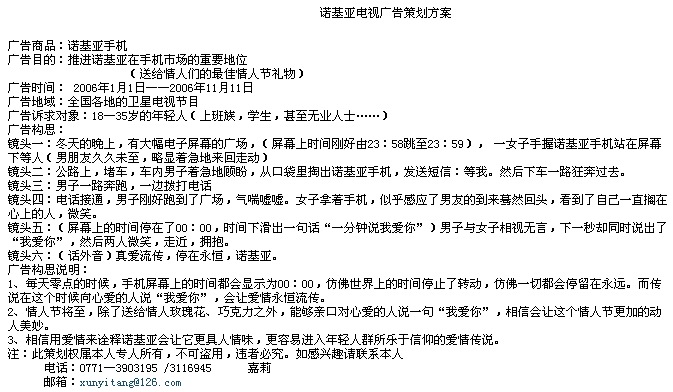 诺基亚电视广告策划方案
广告商品：诺基亚手机
广告目的：推进诺基亚在手机市场的重要地位
（送给情人们的最佳情人节礼物）
广告时间： 2006年1月1日——2006年11月11日
广告地域：全国各地的卫星电视节目
广告诉求对象：18—35岁的年轻人（上班族，学生，甚至无业人士……）
广告构思：
镜头一：冬天的晚上，有大幅电子屏幕的广场，（屏幕上时间刚好由23：58跳至23：59）， 一女子手握诺基亚手机站在屏幕
下等人（男朋友久久未至，略显着急地来回走动）
镜头二：公路上，堵车，车内男子着急地顾盼，从口袋里掏出诺基亚手机，发送短信：等我。然后下车一路狂奔过去。
镜头三：男子一路奔跑，一边拨打电话
镜头四：电话接通，男子刚好跑到了广场，气喘嘘嘘。女子拿着手机，似乎感应了男友的到来蓦然回头，看到了自己一直搁在
心上的人，微笑。
镜头五：（屏幕上的时间停在了00：00，时间下滑出一句话“一分钟说我爱你”）男子与女子相视无言，下一秒却同时说出了
“我爱你”，然后两人微笑，走近，拥抱。
镜头六：（话外音）真爱流传，停在永恒，诺基亚。
广告构思说明：
1、每天零点的时候，手机屏幕上的时间都会显示为00：00，仿佛世界上的时间停止了转动，仿佛一切都会停留在永远。而传
说在这个时候向心爱的人说“我爱你”，会让爱情永恒流传。
2、情人节将至，除了送给情人玫瑰花、巧克力之外，能够亲口对心爱的人说一句“我爱你”，相信会让这个情人节更加的动
人美妙。
3、相信用爱情来诠释诺基亚会让它更具人情味，更容易进入年轻人群所乐于信仰的爱情传说。
注：此策划权属本人专人所有，不可盗用，违者必究。如感兴趣请联系本人
电话：0771—3903195 /3116945 嘉莉
邮箱：xunyitang@126.com